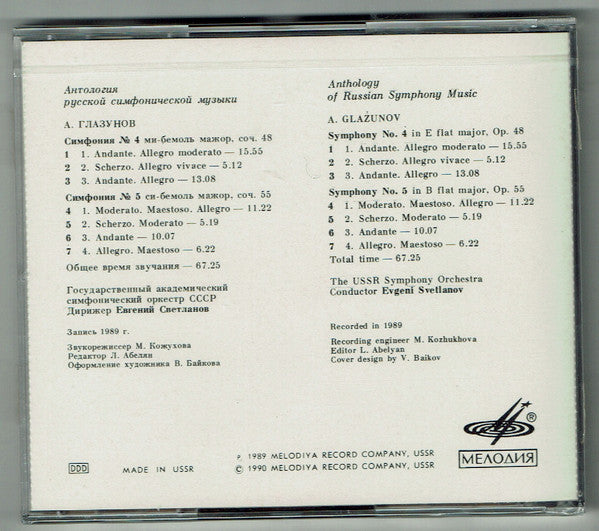 Антология
русской симфонической музыки
А. ГЛАЗУНОВ
Симфония № 4 ми-бемоль мажор, соч. 48
1 1. Andante. Allegro moderato — 15.55
2 2. Scherzo. Allegro vivace — 5.12
3 3. Andante. Allegro — 13.08
Симфония № 5 си-бемоль мажор, соч. 55
4 1. Moderato. Maestoso. Allegro — 11.22
5 2. Scherzo. Moderato — 5.19
6 3. Andante — 10.07
7 4. Allegro. Maestoso — 6.22
Общее время звучания — 67.25
Государственный академический
симфонический оркестр СССР
Дирижер Евгений Светланов
Запись 1989 г.
Звукорежиссер М. Кожухова
Редактор Л. Абелян
Оформление художника В. Байкова
Anthology
of Russian Symphony Music
A. GLAZUNOV
Symphony No. 4 in E flat major, Op. 48
1 1. Andante. Allegro moderato — 15.55
2 2. Scherzo. Allegro vivace — 5.12
3 3. Andante. Allegro — 13.08
Symphony No. 5 in B flat major, Op. 55
4 1. Moderato. Maestoso. Allegro — 11.22
5 2. Scherzo. Moderato — 5.19
6 3. Andante — 10.07
7 4. Allegro. Maestoso — 6.22
Total time — 67.25
The USSR Symphony Orchestra
Conductor Evgeni Svetlanov
Recorded in 1989
Recording engineer M. Kozhukhova
Editor L. Abelyan
Cover design by V. Baikov
®
МЕЛОДИЯ
DDD
MADE IN USSR
P. 1989 MELODIYA RECORD COMPANY, USSR
© 1990 MELODIYA RECORD COMPANY, USSR